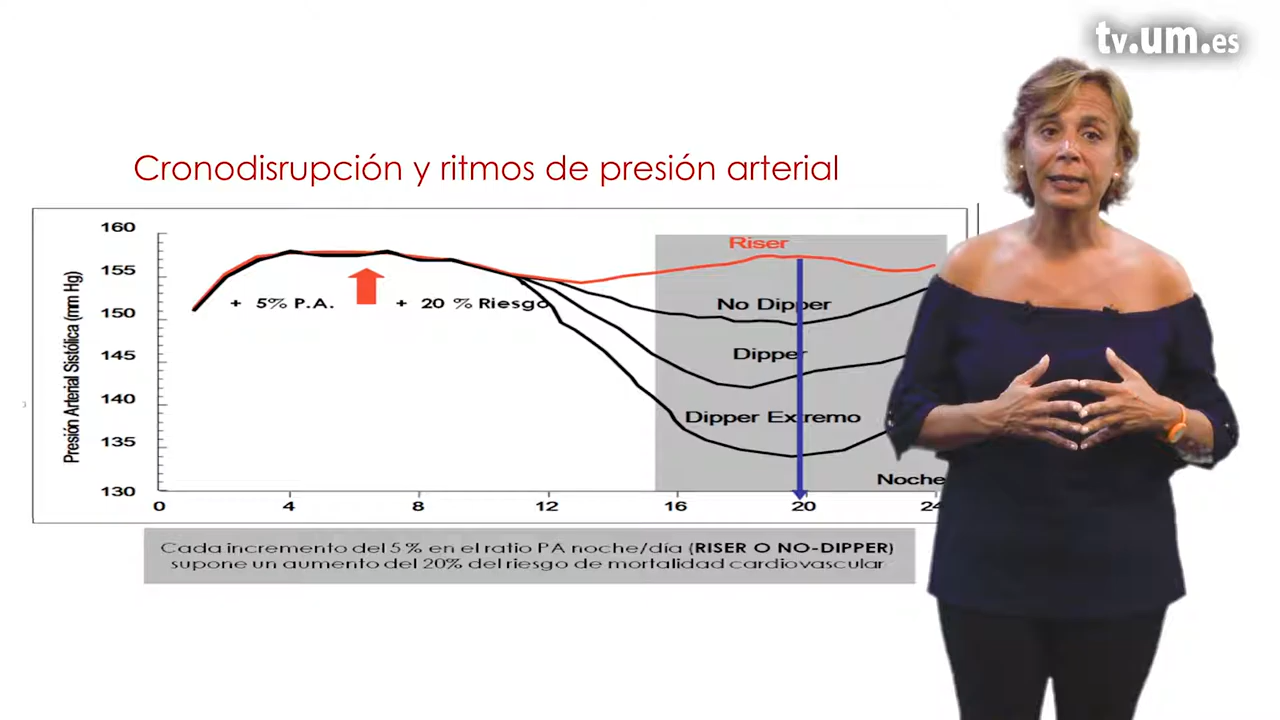 tv.um.es
Cronodisrupción y ritmos de presión arterial
Presión Arterial Sistólica (mm Hg)
160
155
150
145
140
135
130
0 4 8 12 16 20 24
+ 5% P.A.
+ 20 % Riesgo
Riser
No Dipper
Dipper
Dipper Extremo
Noche
Cada incremento del 5% en el ratio PA noche/día (RISER O NO-DIPPER)
supone un aumento del 20% del riesgo de mortalidad cardiovascular